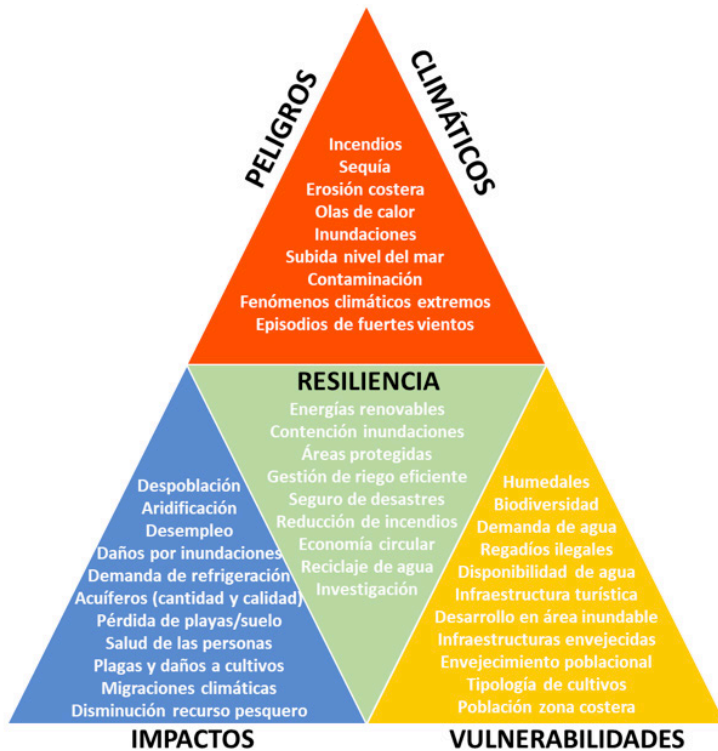 PELIGROS
CLIMÁTICOS
Incendios
Sequía
Erosión costera
Olas de calor
Inundaciones
Subida nivel del mar
Contaminación
Fenómenos climáticos extremos
Episodios de fuertes vientos
RESILIENCIA
Energías renovables
Contención inundaciones
Áreas protegidas
Gestión de riego eficiente
Seguro de desastres
Reducción de incendios
Economía circular
Reciclaje de agua
Investigación
Despoblación
Aridificación
Desempleo
Daños por inundaciones
Demanda de refrigeración
Acuíferos (cantidad y calidad)
Pérdida de playas/suelo
Salud de las personas
Plagas y daños a cultivos
Migraciones climáticas
Disminución recurso pesquero
IMPACTOS
Humedales
Biodiversidad
Demanda de agua
Regadíos ilegales
Disponibilidad de agua
Infraestructura turística
Desarrollo en área inundable
Infraestructuras envejecidas
Envejecimiento poblacional
Tipología de cultivos
Población zona costera
VULNERABILIDADES